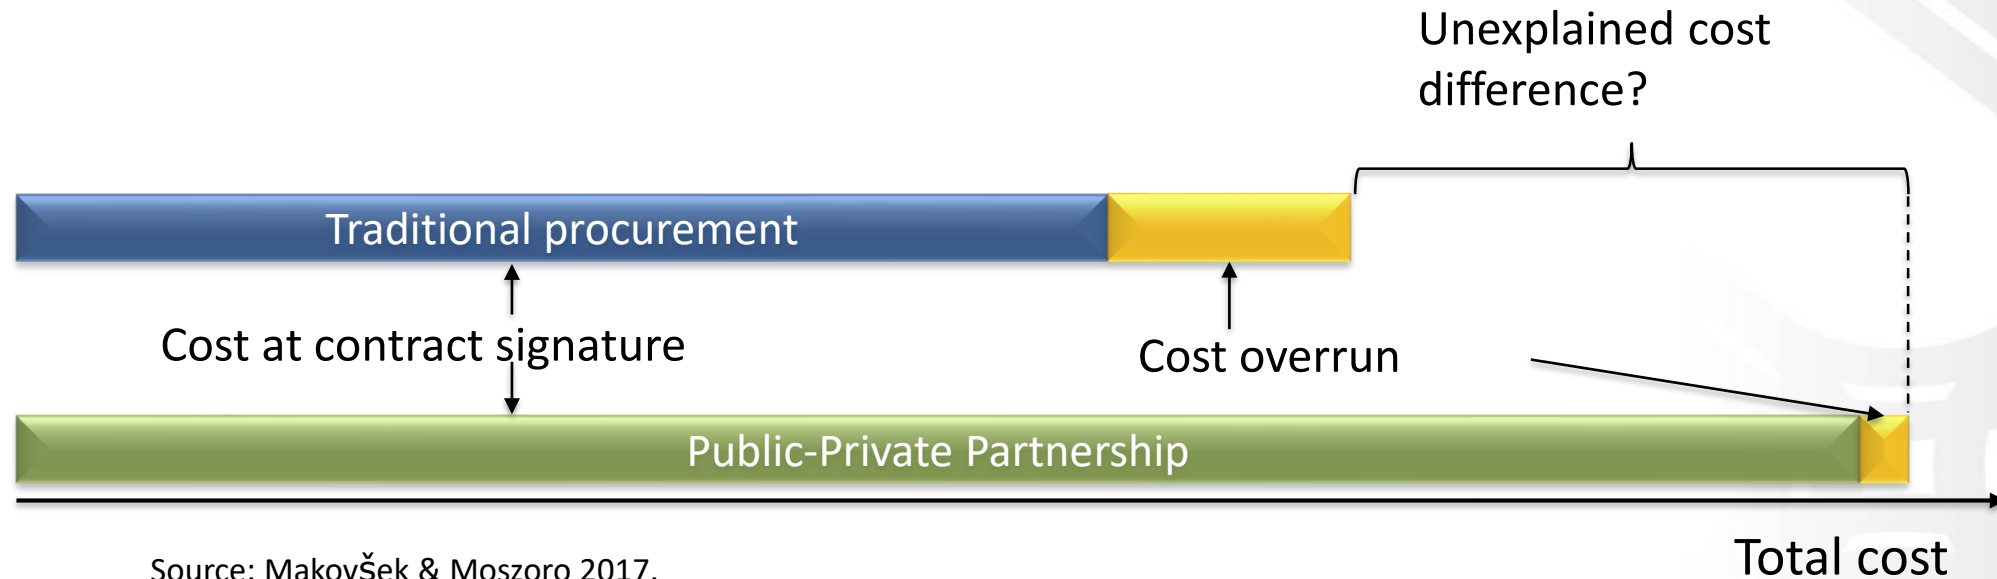 Unexplained cost
difference?
Traditional procurement
Cost at contract signature
Cost overrun
Public-Private Partnership
Total cost
Source: Makovšek & Moszoro 2017.